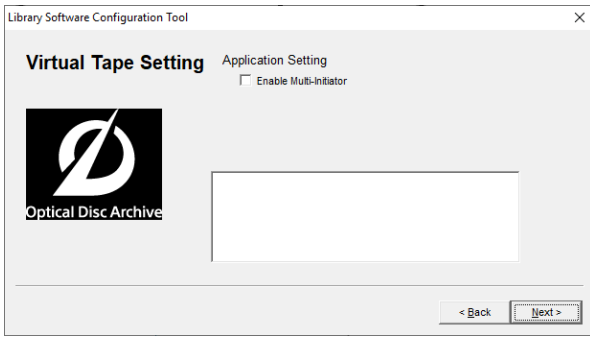 Library Software Configuration Tool
Virtual Tape Setting
Application Setting
Enable Multi-Initiator
Optical Disc Archive
< Back
Next >